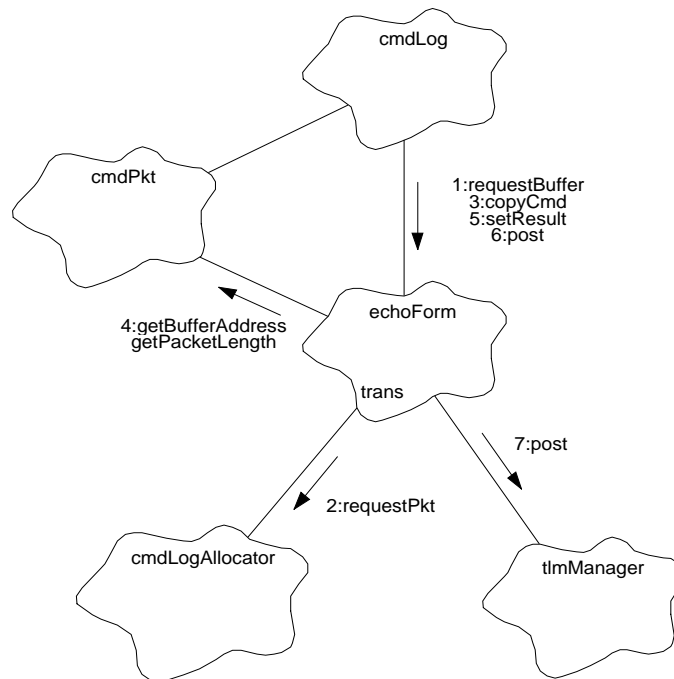 cmdLog
cmdPkt
1:requestBuffer
3:copyCmd
5:setResult
6:post
4:getBufferAddress
getPacketLength
echoForm
trans
7:post
2:requestPkt
cmdLogAllocator
tlmManager